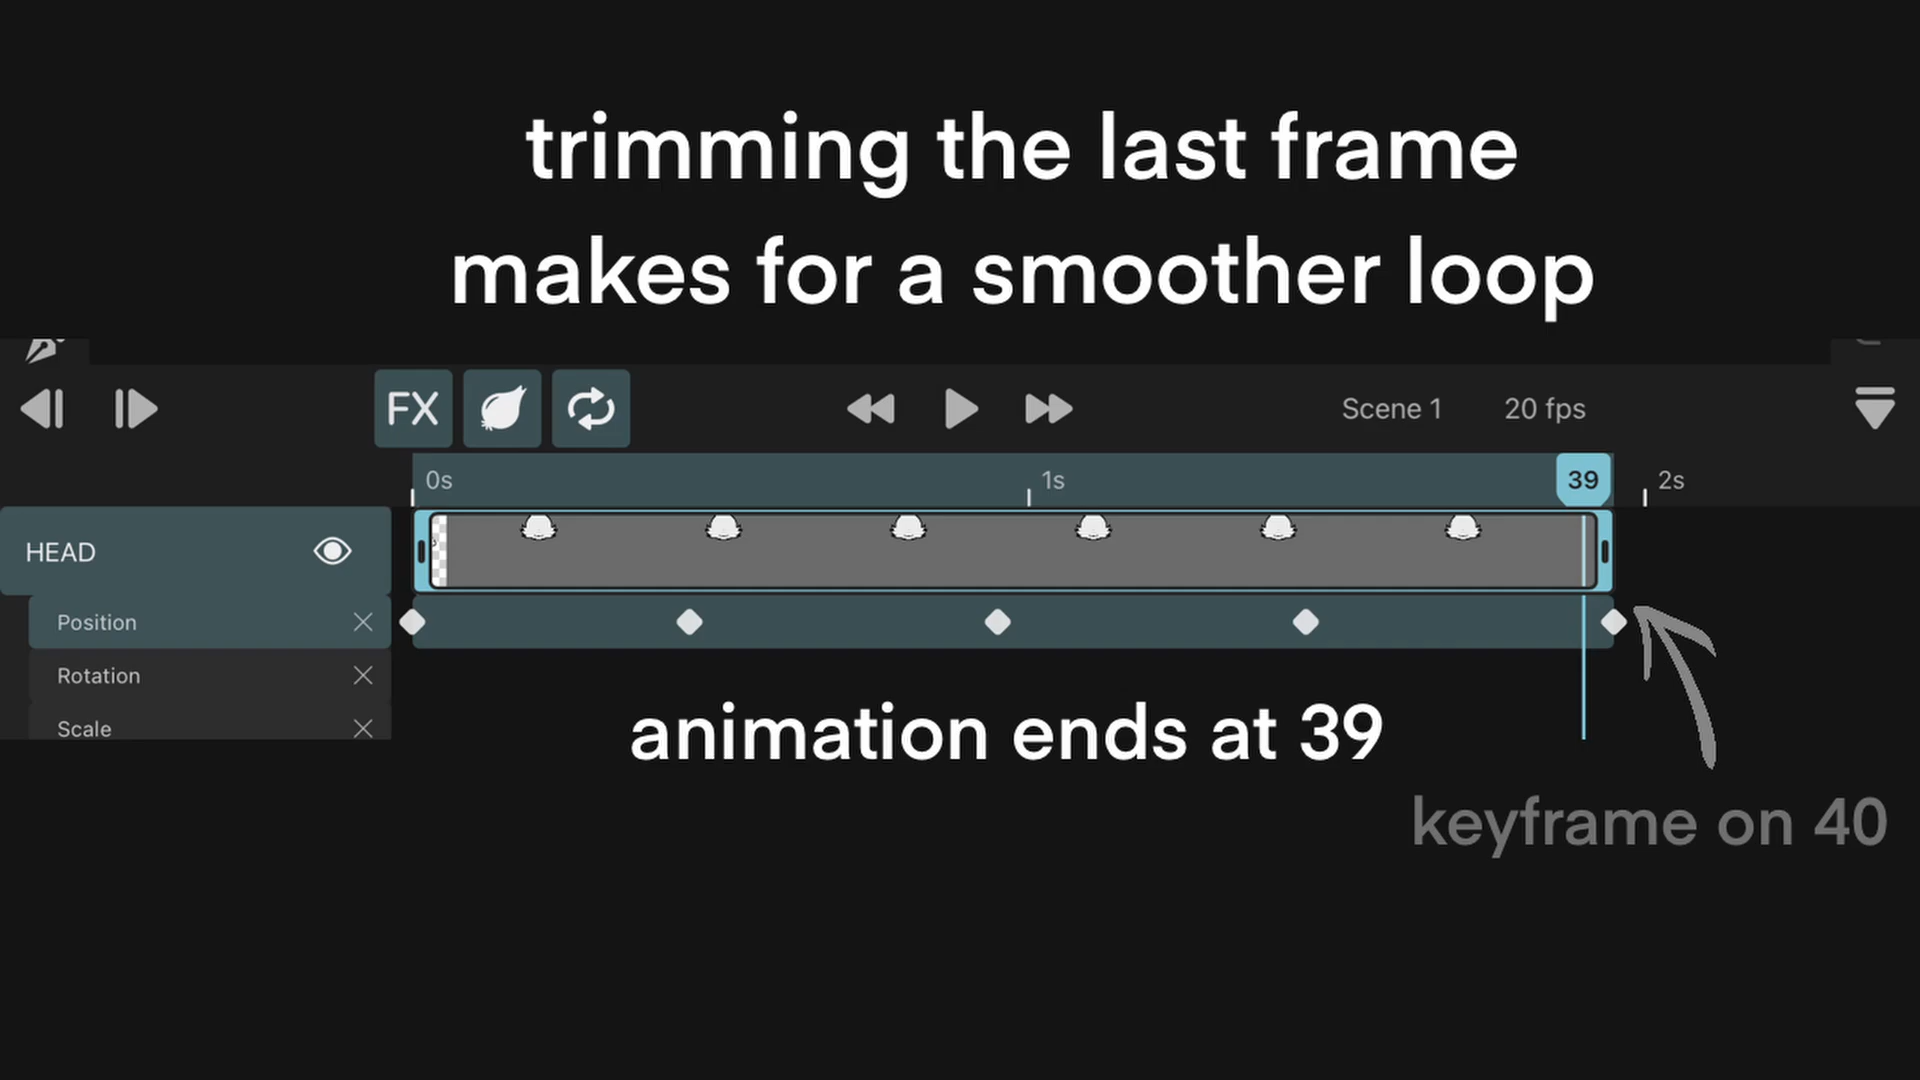 trimming the last frame
makes for a smoother loop
FX
Scene 1
20 fps
0s
1s
39
2s
HEAD
Position
Rotation
Scale
animation ends at 39
keyframe on 40